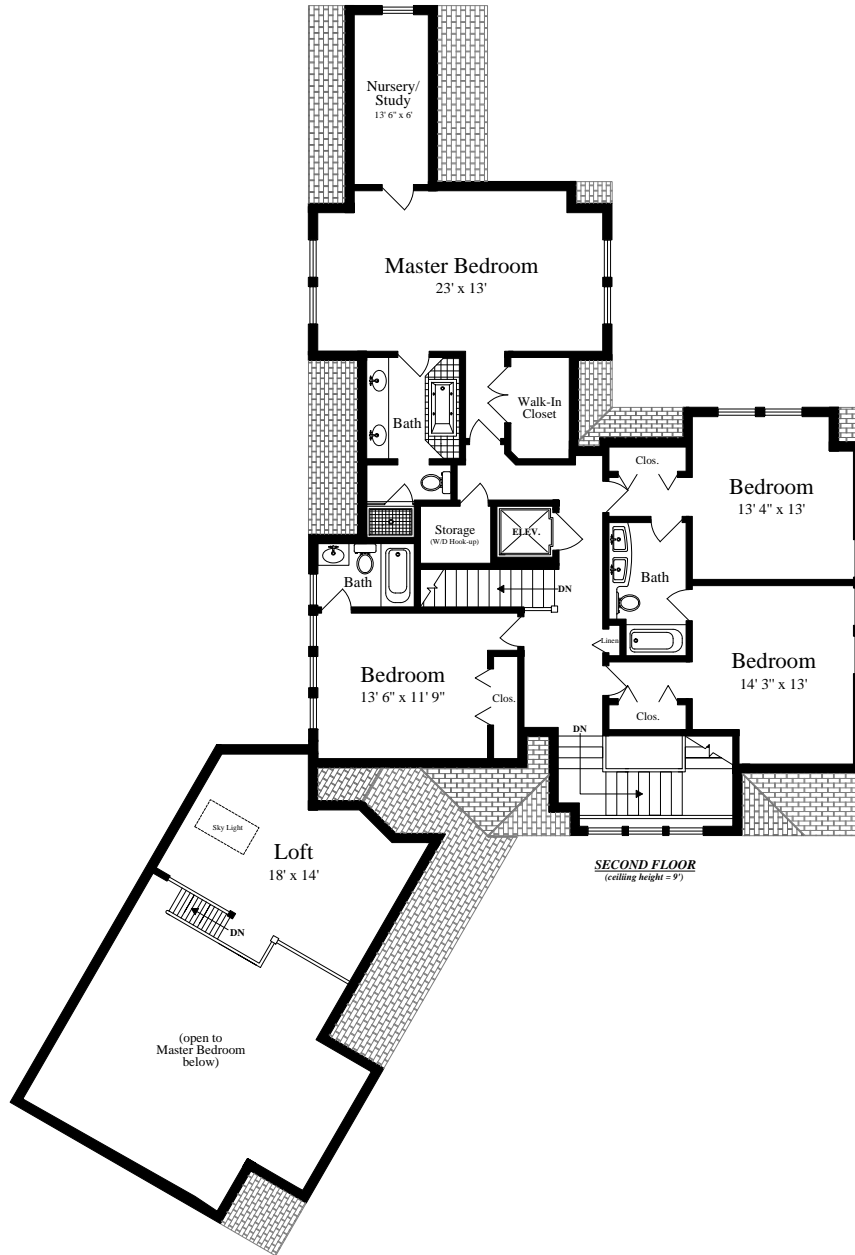 Nursery/
Study
13' 6" x 6'
Master Bedroom
23' x 13'
Bath
Walk-In
Closet
Clos.
Bedroom
13' 4" x 13'
Storage
(W/D Hook-up)
ELEV.
Bath
DN
Bath
Linen
Bedroom
13' 6" x 11' 9"
Clos.
Bedroom
14' 3" x 13'
Clos.
DN
Sky Light
Loft
18' x 14'
DN
SECOND FLOOR
(ceiliing height = 9')
(open to
Master Bedroom
below)